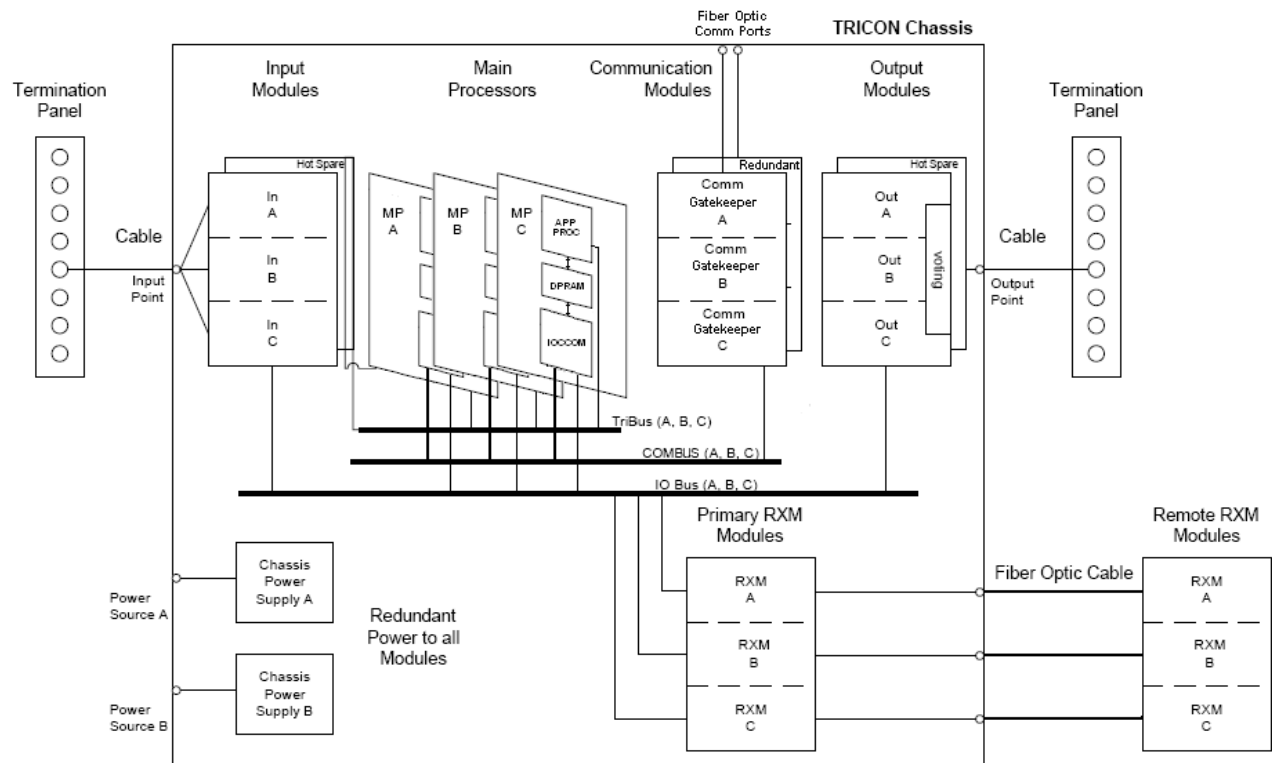 Fiber Optic
Comm Ports
TRICON Chassis
Input
Modules
Main
Processors
Communication
Modules
Output
Modules
Termination
Panel
Termination
Panel
Hot Spare
In
A
In
B
In
C
MP
A
MP
B
MP
C
APP
PROC
DPRAM
IOCCOM
Redundant
Comm
Gatekeeper
A
Comm
Gatekeeper
B
Comm
Gatekeeper
C
Hot Spare
Out
A
Out
B
Out
C
voting
Cable
Input
Point
Cable
Output
Point
TriBus (A, B, C)
COMBUS (A, B, C)
IO Bus (A, B, C)
Primary RXM
Modules
Remote RXM
Modules
Chassis
Power
Supply A
Power
Source A
Redundant
Power to all
Modules
Chassis
Power
Supply B
Power
Source B
RXM
A
RXM
B
RXM
C
Fiber Optic Cable
RXM
A
RXM
B
RXM
C